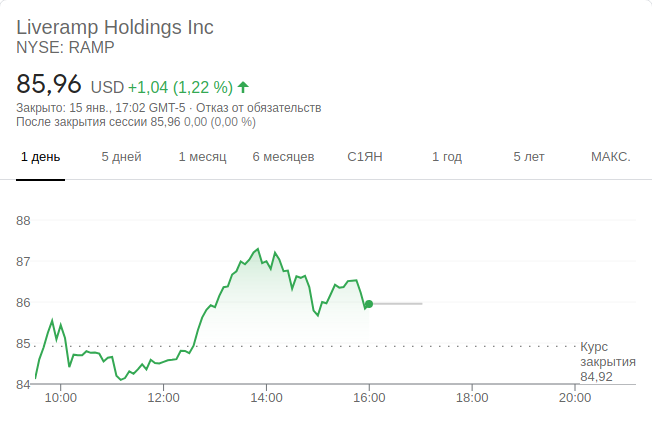 Liveramp Holdings Inc
NYSE: RAMP
85,96 USD +1,04 (1,22 %)
Закрыто: 15 янв., 17:02 GMT-5 · Отказ от обязательств
После закрытия сессии 85,96 0,00 (0,00 %)
1 день 5 дней 1 месяц 6 месяцев С1ЯН 1 год 5 лет МАКС.
88
87
86
85
Курс
закрытия
84,92
84
10:00 12:00 14:00 16:00 18:00 20:00